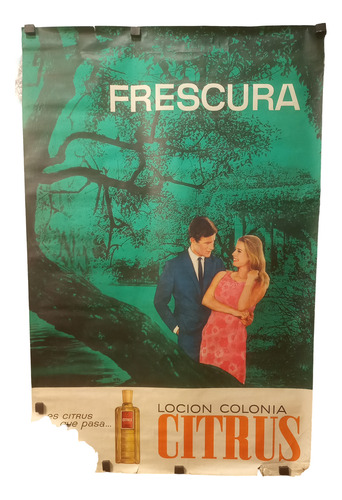 FRESCURA
es CITRUS
que pasa...
LOCION COLONIA
CITRUS